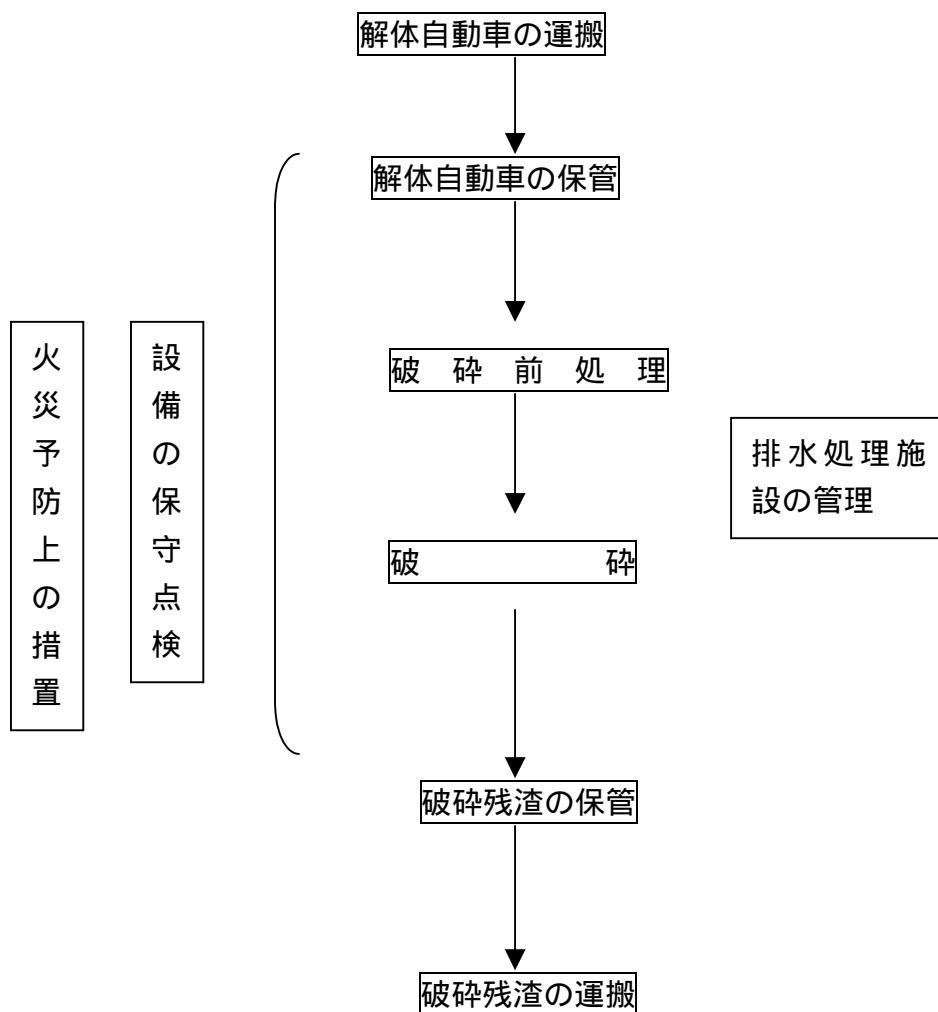 解体自動車の運搬
解体自動車の保管
火災予防上の措置
設備の保守点検
破砕前処理
排水処理施
設の管理
破砕
破砕残渣の保管
破砕残渣の運搬